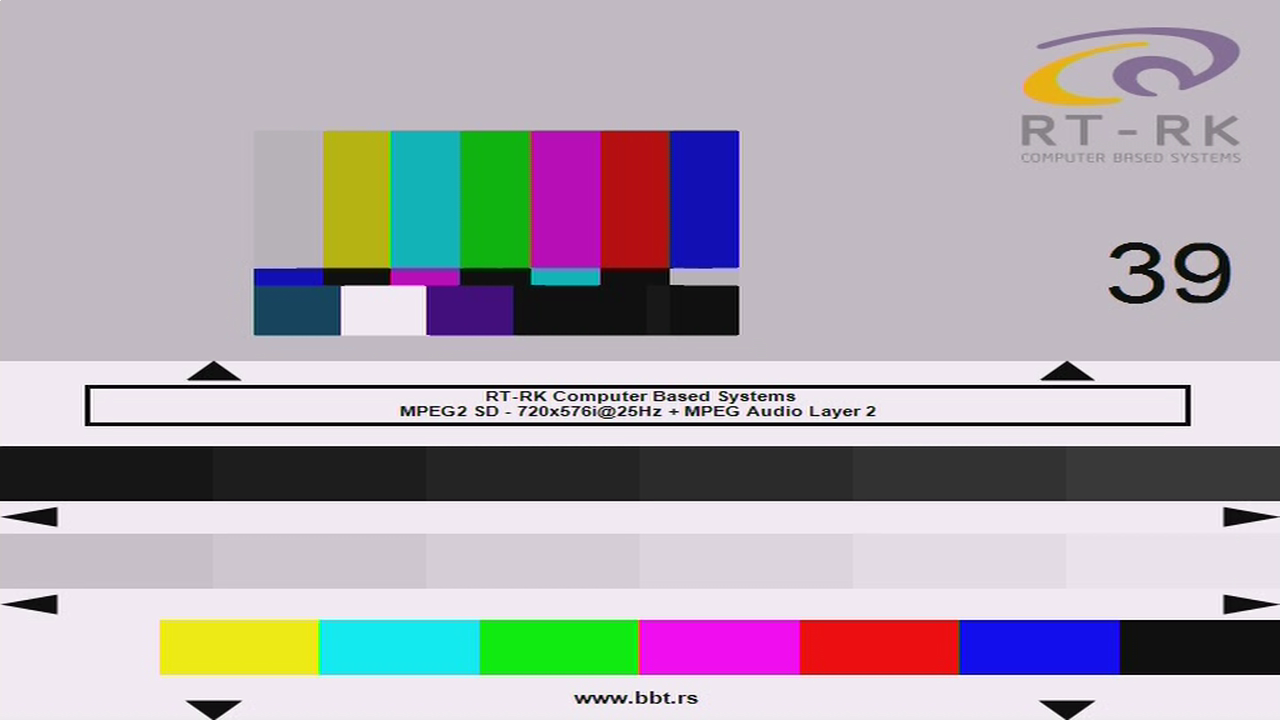 RT-RK
COMPUTER BASED SYSTEMS
39
RT-RK Computer Based Systems
MPEG2 SD - 720x576i@25Hz + MPEG Audio Layer 2
www.bbt.rs